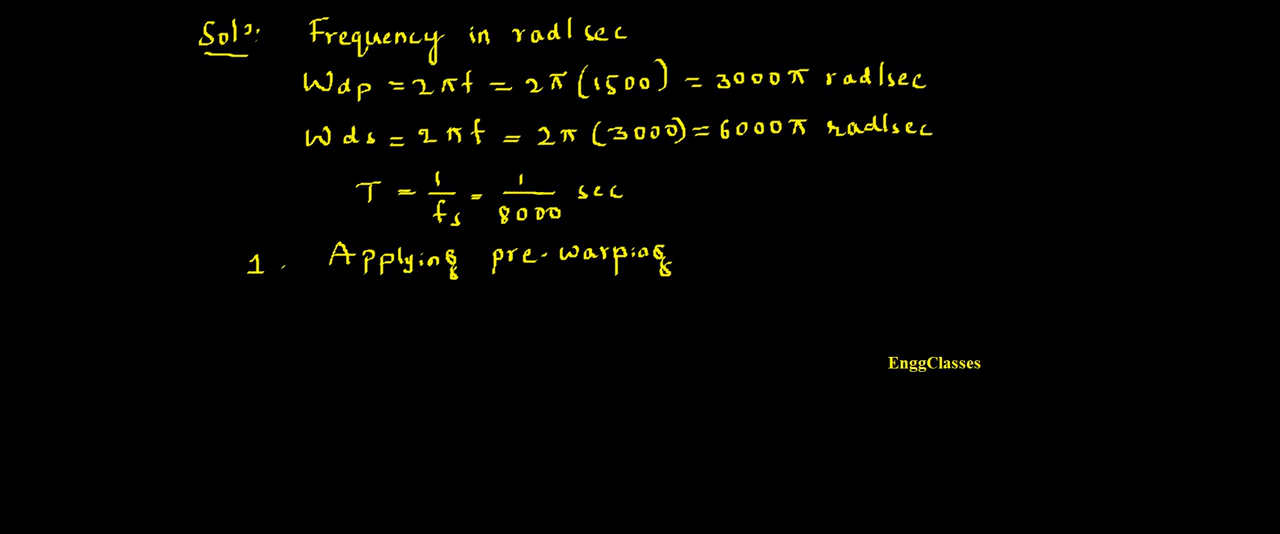 Solⁿ: Frequency in rad/sec
Wdp = 2πf = 2π(1500) = 3000π rad/sec
Wds = 2πf = 2π(3000) = 6000π rad/sec
T = 1/fs = 1/8000 sec
1. Applying pre-warping
EnggClasses